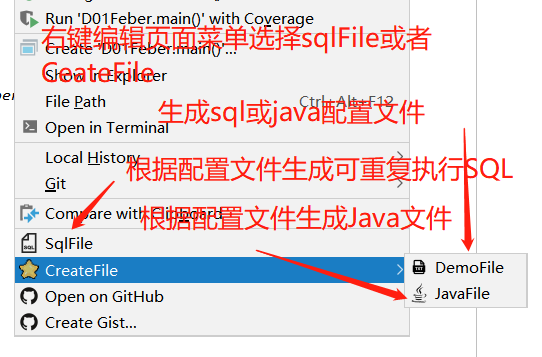 Run 'D01Feber.main()' with Coverage
右键编辑页面菜单选择sqlFile或者
Create 'D01Feber.main()'...
CoateFile
Show in Explorer
File Path Ctrl+Alt+F12
生成sql或java配置文件
Open in Terminal
Local History
根据配置文件生成可重复执行SQL
Git
Compare with Clipboard
根据配置文件生成Java文件
SqlFile
CreateFile
DemoFile
Open on GitHub
JavaFile
Create Gist...